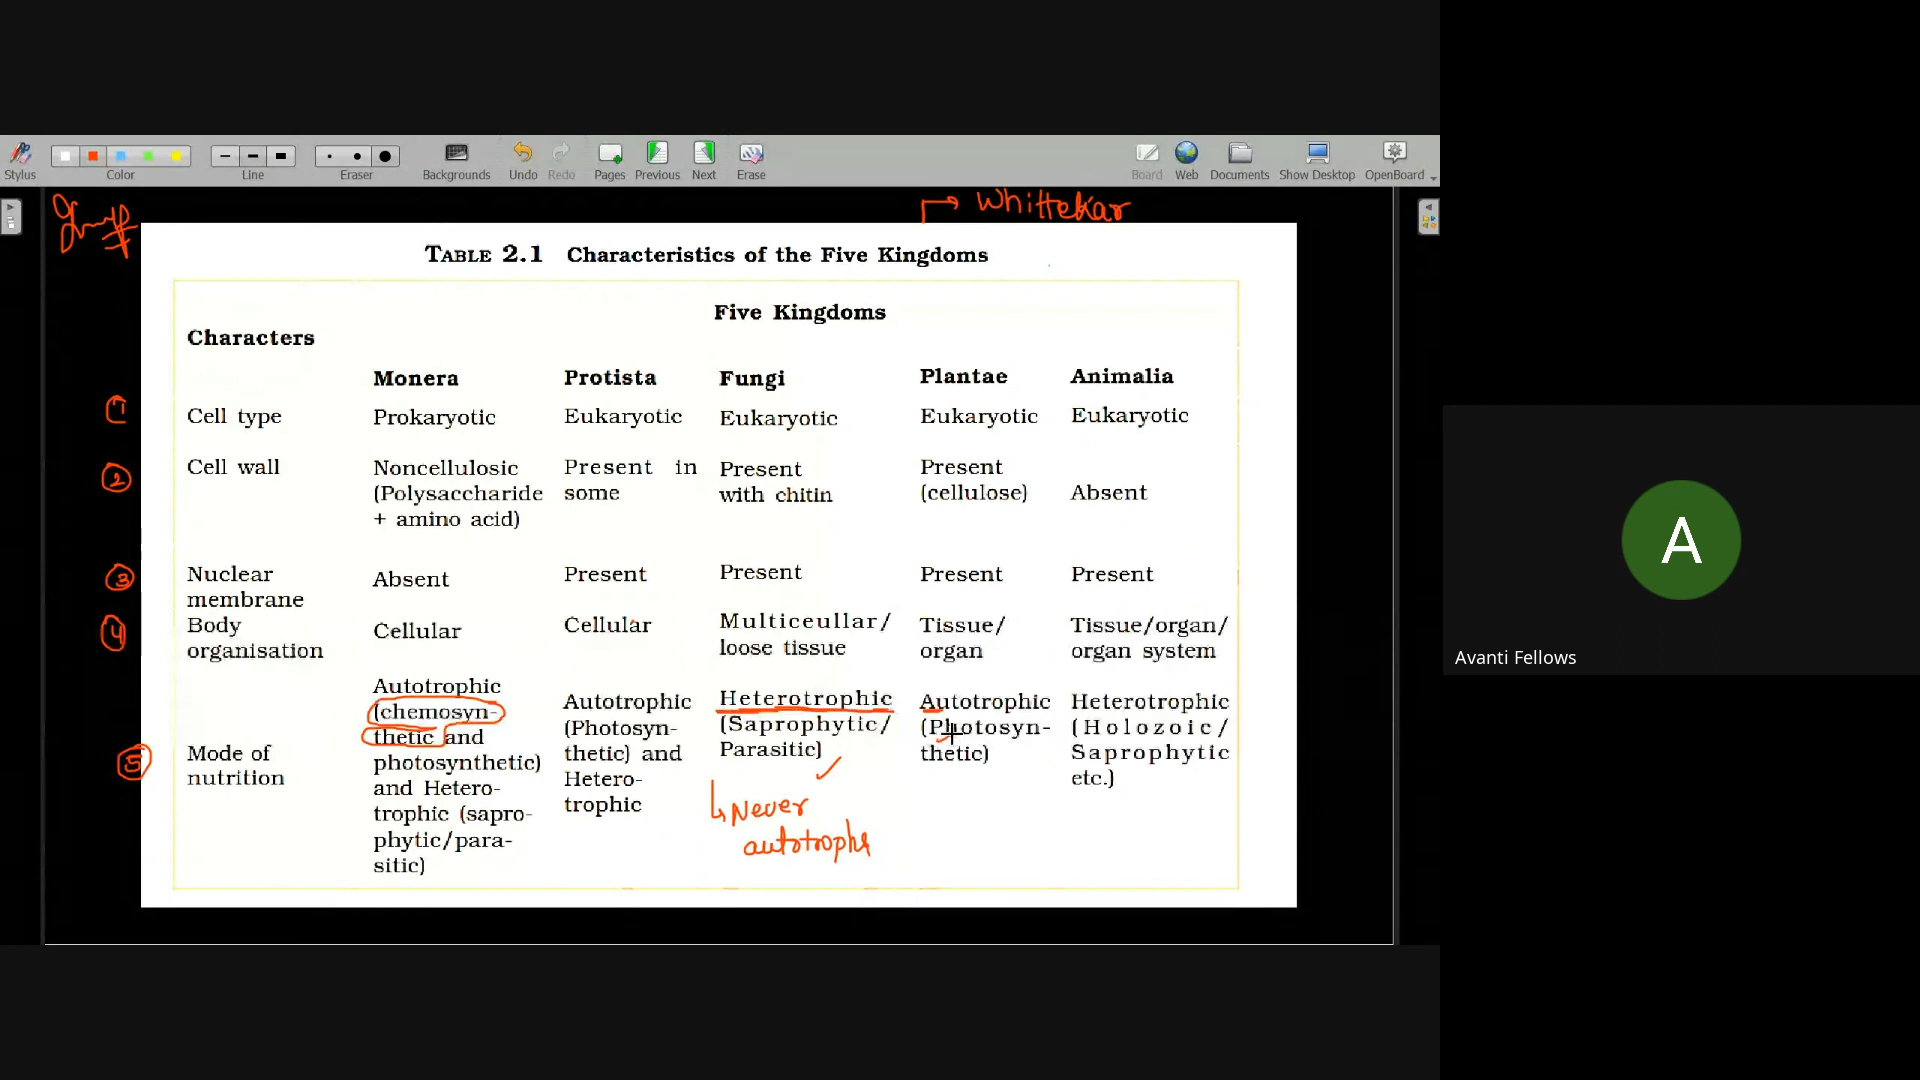 Stylus
Color
Line
Eraser
Backgrounds
Undo
Redo
Pages
Previous
Next
Erase
Board
Web
Documents
Show Desktop
OpenBoard
Whittekar
TABLE 2.1 Characteristics of the Five Kingdoms
Five Kingdoms
Characters
Monera
Protista
Fungi
Plantae
Animalia
1
Cell type
Prokaryotic
Eukaryotic
Eukaryotic
Eukaryotic
Eukaryotic
2
Cell wall
Noncellulosic
(Polysaccharide
+ amino acid)
Present in
some
Present
with chitin
Present
(cellulose)
Absent
3
Nuclear
membrane
Absent
Present
Present
Present
Present
4
Body
organisation
Cellular
Cellular
Multiceullar/
loose tissue
Tissue/
organ
Tissue/organ/
organ system
5
Mode of
nutrition
Autotrophic
(chemosyn-
thetic and
photosynthetic)
and Hetero-
trophic (sapro-
phytic/para-
sitic)
Autotrophic
(Photosyn-
thetic) and
Hetero-
trophic
Heterotrophic
(Saprophytic/
Parasitic)
Never
autotrophs
Autotrophic
(Photosyn-
thetic)
Heterotrophic
(Holozoic/
Saprophytic
etc.)
A
Avanti Fellows